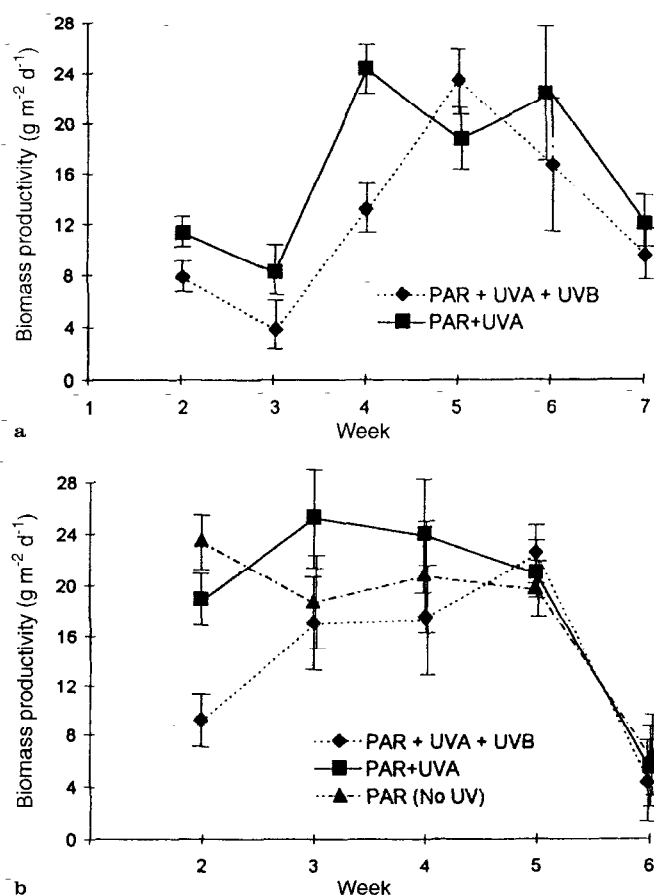 28
24
20
16
12
8
4
0
Biomass productivity (g m⁻² d⁻¹)
PAR + UVA + UVB
PAR+UVA
1 2 3 4 5 6 7
a
Week
28
24
20
16
12
8
4
0
Biomass productivity (g m⁻² d⁻¹)
PAR + UVA + UVB
PAR+UVA
PAR (No UV)
2 3 4 5 6
b
Week